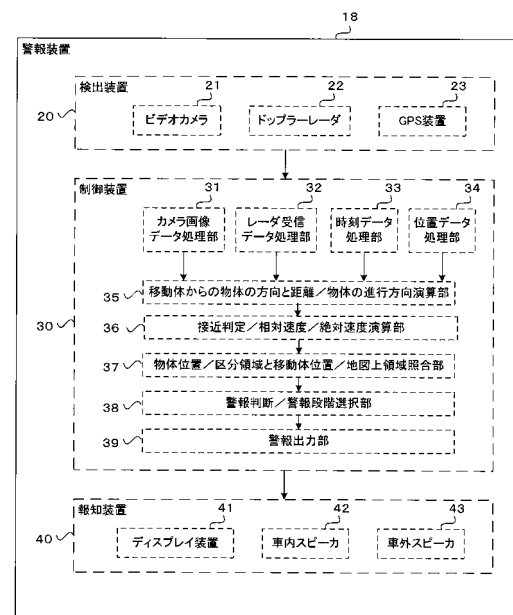 18
警報装置
検出装置
20
21
22
23
ビデオカメラ
ドップラーレーダ
GPS装置
制御装置
30
31
32
33
34
カメラ画像
データ処理部
レーダ受信
データ処理部
時刻データ
処理部
位置データ
処理部
35
移動体からの物体の方向と距離／物体の進行方向演算部
36
接近判定／相対速度／絶対速度演算部
37
物体位置／区分領域と移動体位置／地図上領域照合部
38
警報判断／警報段階選択部
39
警報出力部
報知装置
40
41
42
43
ディスプレイ装置
車内スピーカ
車外スピーカ